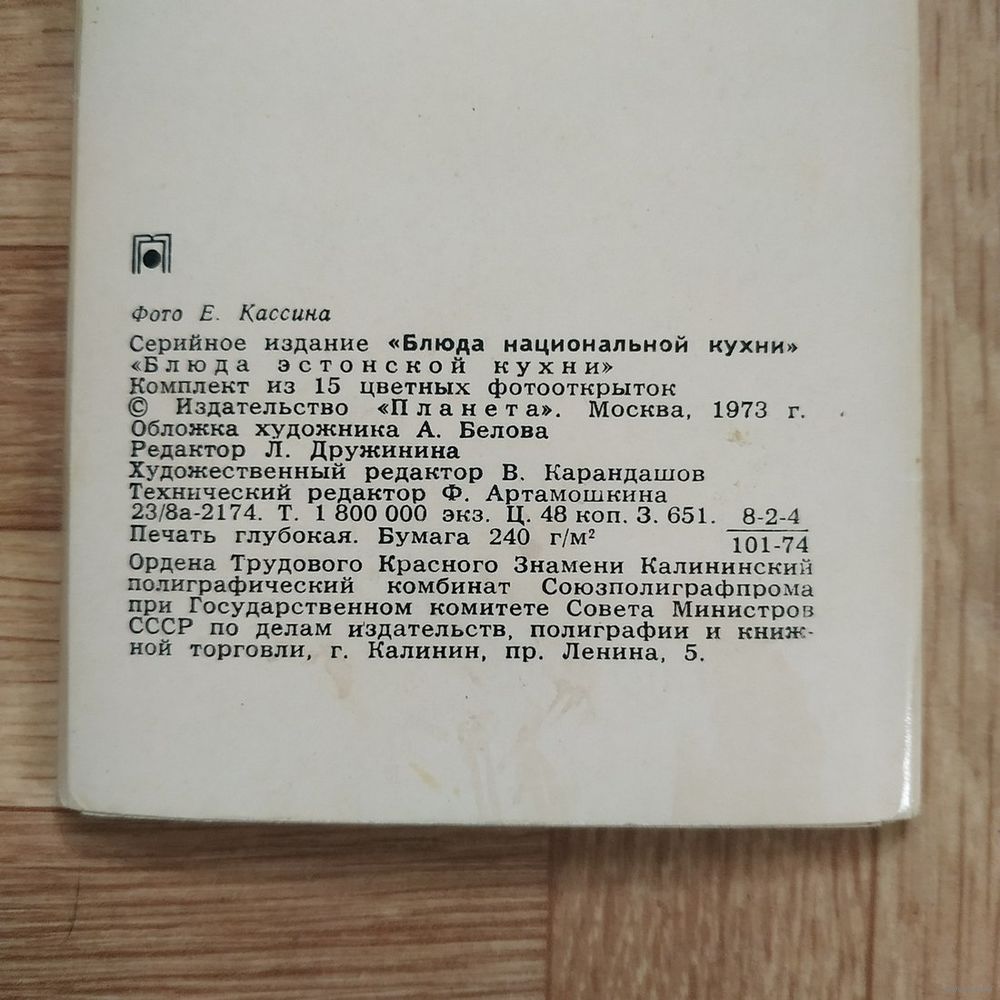 Фото Е. Кассина
Серийное издание «Блюда национальной кухни»
«Блюда эстонской кухни»
Комплект из 15 цветных фотооткрыток
© Издательство «Планета». Москва, 1973 г.
Обложка художника А. Белова
Редактор Л. Дружинина
Художественный редактор В. Карандашов
Технический редактор Ф. Артамошкина
23/8а-2174. Т. 1 800 000 экз. Ц. 48 коп. З. 651. 8-2-4
Печать глубокая. Бумага 240 г/м² 101-74
Ордена Трудового Красного Знамени Калининский
полиграфический комбинат Союзполиграфпрома
при Государственном комитете Совета Министров
СССР по делам издательств, полиграфии и книж-
ной торговли, г. Калинин, пр. Ленина, 5.